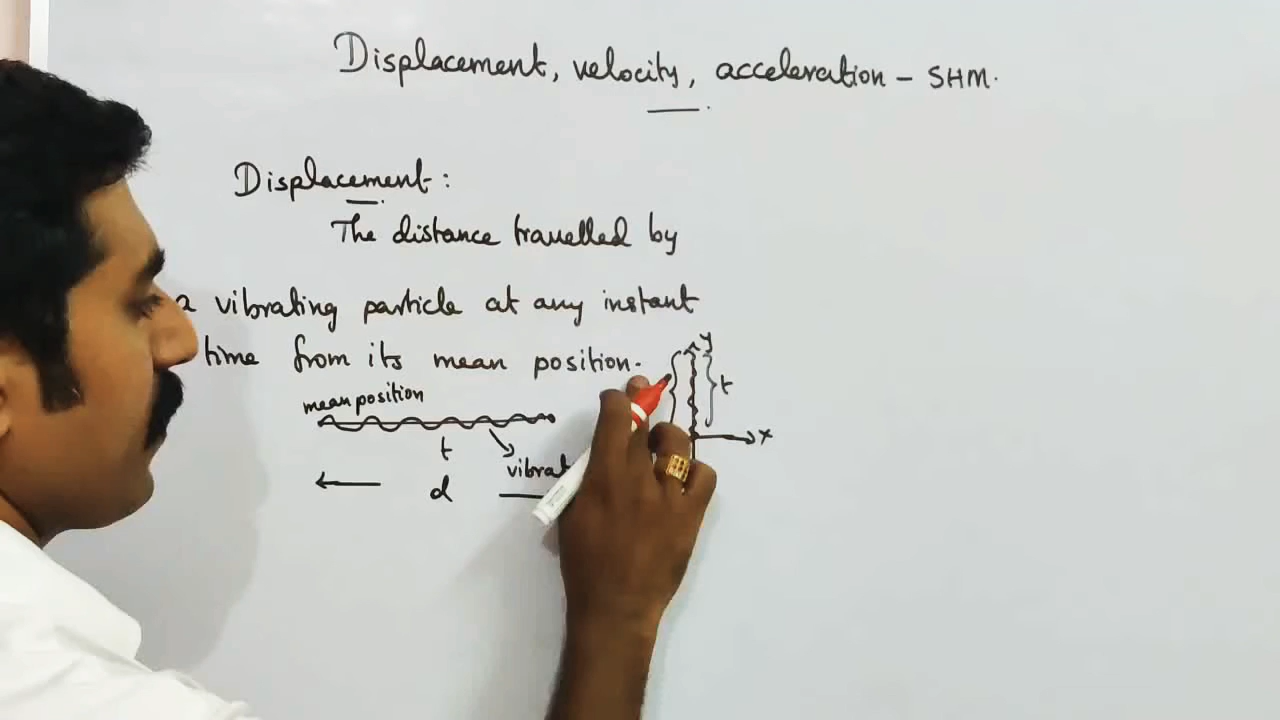 Displacement, velocity, acceleration - SHM.
Displacement:
The distance travelled by
a vibrating particle at any instant
time from its mean position.
y
mean position
t
x
t
vibrat
d